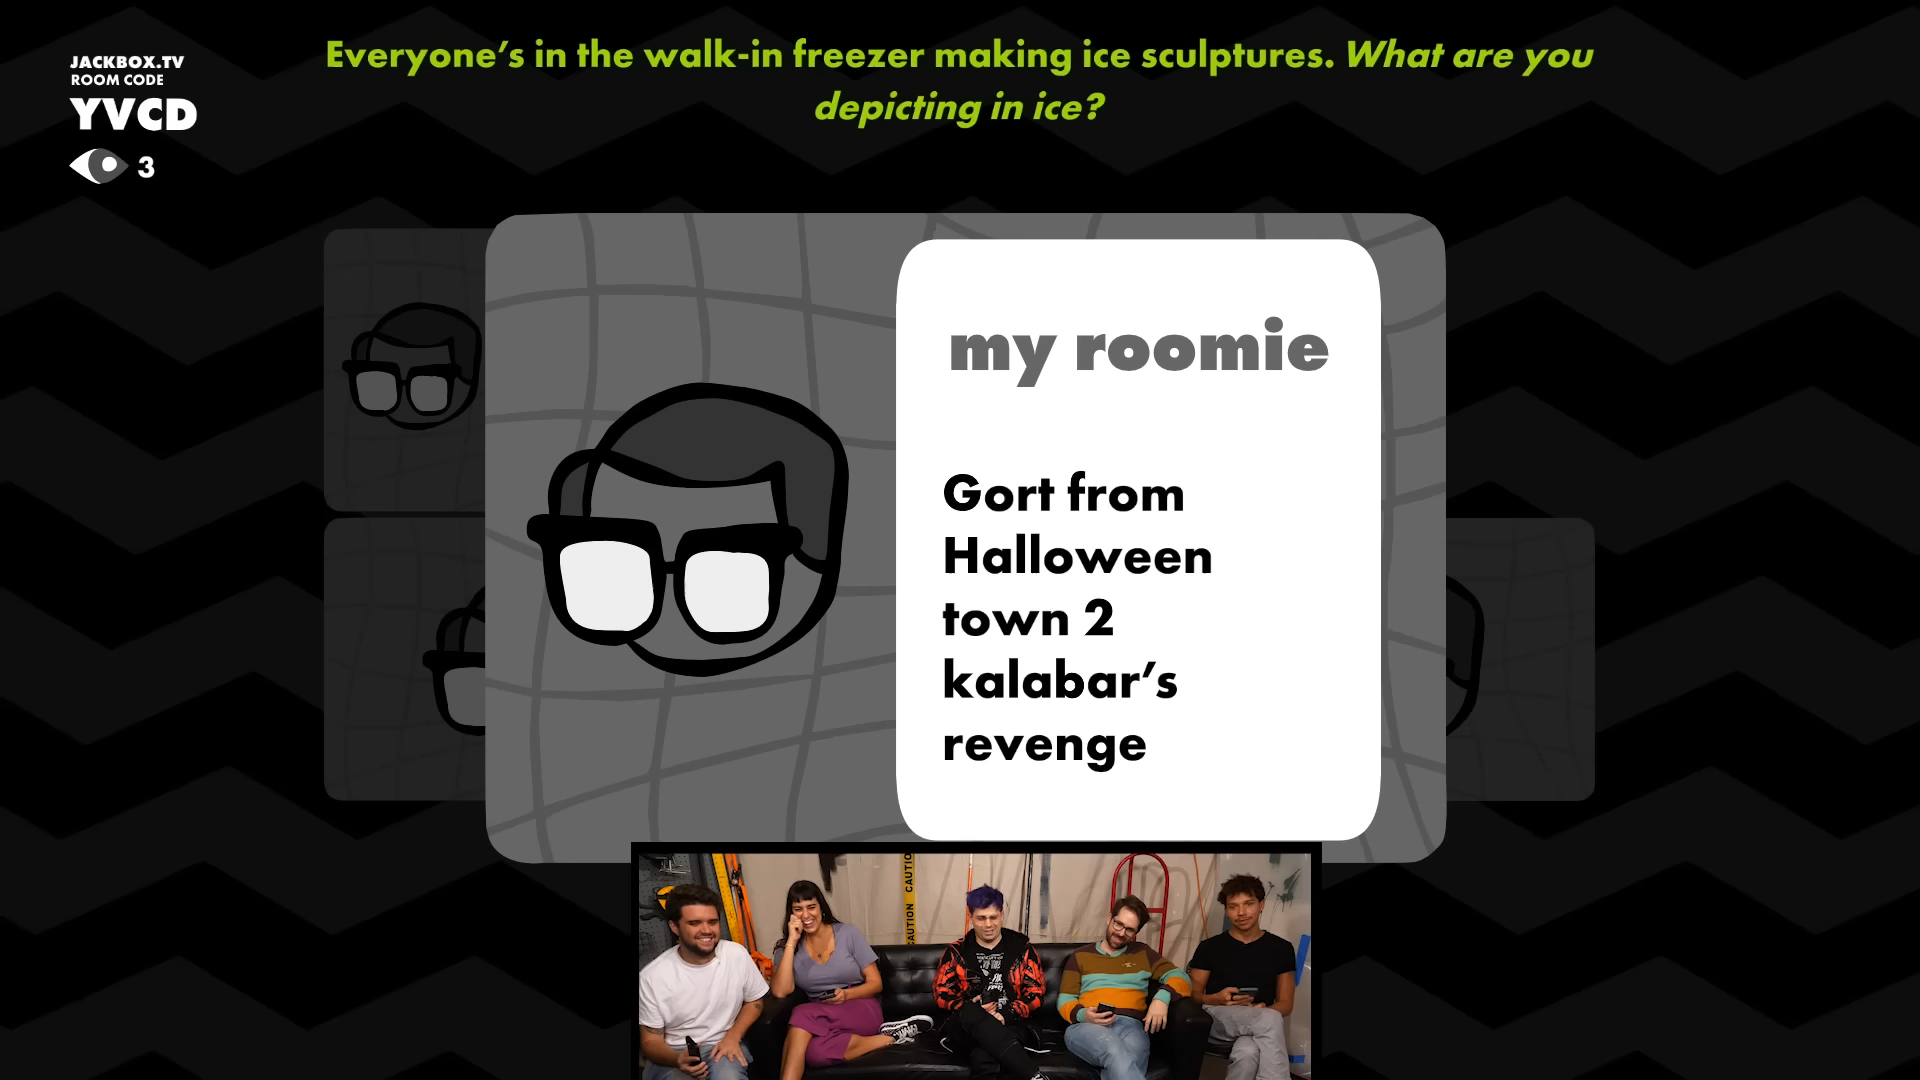 JACKBOX.TV
ROOM CODE
YVCD
3
Everyone's in the walk-in freezer making ice sculptures. What are you
depicting in ice?
my roomie
Gort from
Halloween
town 2
kalabar's
revenge
CAUTION